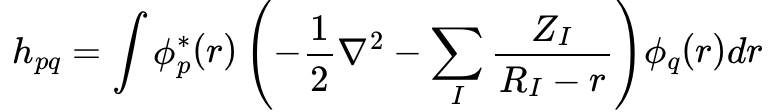 h_{pq} = \int \phi_p^*(r) \left( -\frac{1}{2} \nabla^2 - \sum_I \frac{Z_I}{R_I - r} \right) \phi_q(r) dr